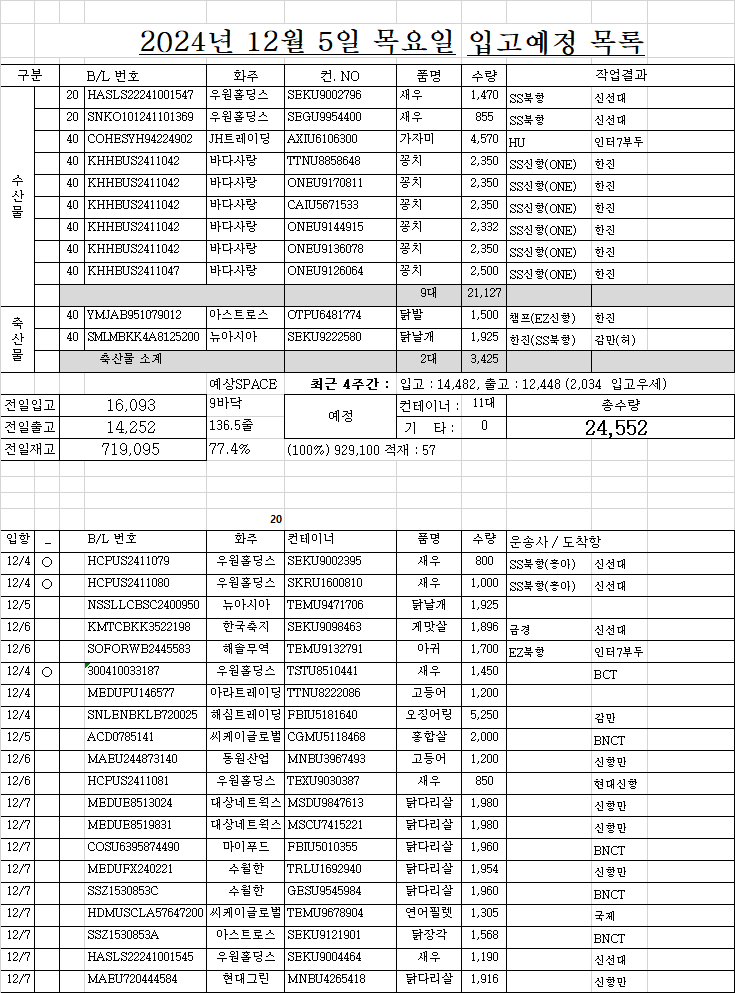 2024년 12월 5일 목요일 입고예정 목록
구분 B/L 번호 화주 컨. NO 품명 수량 작업결과
수산물
20 HASLS22241001547 우원홀딩스 SEKU9002796 새우 1,470 SS북항 신선대
20 SNKO101241101369 우원홀딩스 SEGU9954400 새우 855 SS북항 신선대
40 COHESYH94224902 JH트레이딩 AXIU6106300 가자미 4,570 HU 인터7부두
40 KHHBUS2411042 바다사랑 TTNU8858648 꽁치 2,350 SS신항(ONE) 한진
40 KHHBUS2411042 바다사랑 ONEU9170811 꽁치 2,350 SS신항(ONE) 한진
40 KHHBUS2411042 바다사랑 CAIU5671533 꽁치 2,350 SS신항(ONE) 한진
40 KHHBUS2411042 바다사랑 ONEU9144915 꽁치 2,332 SS신항(ONE) 한진
40 KHHBUS2411042 바다사랑 ONEU9136078 꽁치 2,350 SS신항(ONE) 한진
40 KHHBUS2411047 바다사랑 ONEU9126064 꽁치 2,500 SS신항(ONE) 한진
9대 21,127
축산물
40 YMJAB951079012 아스트로스 OTPU6481774 닭발 1,500 챔프(EZ신항) 한진
40 SMLMBKK4A8125200 뉴아시아 SEKU9222580 닭날개 1,925 한진(SS북항) 감만(허)
축산물 소계 2대 3,425
예상SPACE 최근 4주간 : 입고 : 14,482, 출고 : 12,448 (2,034 입고우세)
전일입고 16,093 9바닥 예정 컨테이너 : 11대 총수량
전일출고 14,252 136.5줄 기 타 : 0 24,552
전일재고 719,095 77.4% (100%) 929,100 적재 : 57
20
입항 _ B/L 번호 화주 컨테이너 품명 수량 운송사 / 도착항
12/4 ○ HCPUS2411079 우원홀딩스 SEKU9002395 새우 800 SS북항(흥아) 신선대
12/4 ○ HCPUS2411080 우원홀딩스 SKRU1600810 새우 1,000 SS북항(흥아) 신선대
12/5 NSSLLCBSC2400950 뉴아시아 TEMU9471706 닭날개 1,925
12/6 KMTCBKK3522198 한국축지 SEKU9098463 게맛살 1,896 금경 신선대
12/6 SOFORWB2445583 해솔무역 TEMU9132791 아귀 1,700 EZ북항 인터7부두
12/4 ○ 300410033187 우원홀딩스 TSTU8510441 새우 1,450 BCT
12/4 MEDUPU146577 아라트레이딩 TTNU8222086 고등어 1,200
12/4 SNLENBKLB720025 해심트레이딩 FBIU5181640 오징어링 5,250 감만
12/5 ACD0785141 씨케이글로벌 CGMU5118468 홍합살 2,000 BNCT
12/6 MAEU244873140 동원산업 MNBU3967493 고등어 1,200 신항만
12/6 HCPUS2411081 우원홀딩스 TEXU9030387 새우 850 현대신항
12/7 MEDUE8513024 대상네트웍스 MSDU9847613 닭다리살 1,980 신항만
12/7 MEDUE8519831 대상네트웍스 MSCU7415221 닭다리살 1,980 신항만
12/7 COSU6395874490 마이푸드 FBIU5010355 닭다리살 1,960 BNCT
12/7 MEDUFX240221 수월한 TRLU1692940 닭다리살 1,954 신항만
12/7 SSZ1530853C 수월한 GESU9545984 닭다리살 1,960 BNCT
12/7 HDMUSCLA57647200 씨케이글로벌 TEMU9678904 연어필렛 1,305 국제
12/7 SSZ1530853A 아스트로스 SEKU9121901 닭장각 1,568 BNCT
12/7 HASLS22241001545 우원홀딩스 SEKU9004464 새우 1,190 신선대
12/7 MAEU720444584 현대그린 MNBU4265418 닭다리살 1,916 신항만